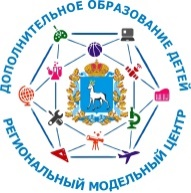 ДОПОЛНИТЕЛЬНОЕ ОБРАЗОВАНИЕ ДЕТЕЙ
РЕГИОНАЛЬНЫЙ МОДЕЛЬНЫЙ ЦЕНТР